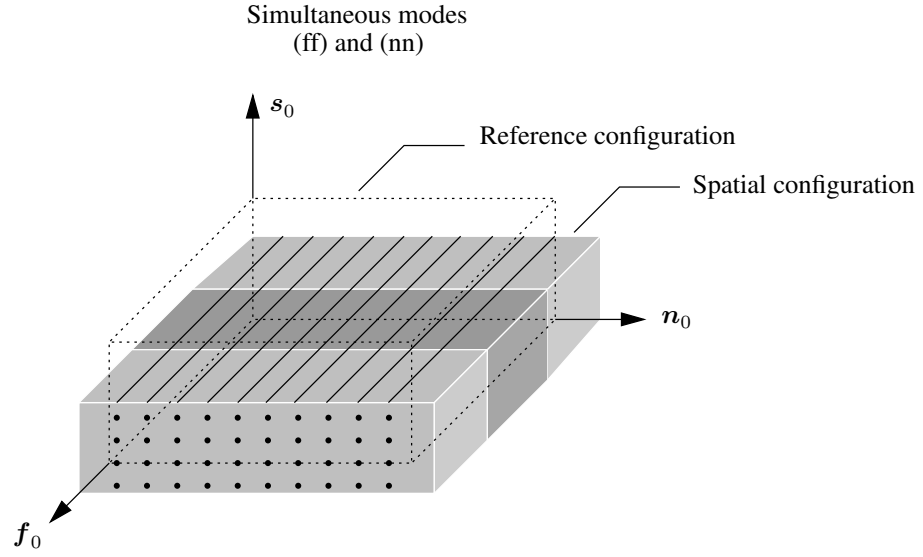 Simultaneous modes
(ff) and (nn)
s₀
Reference configuration
Spatial configuration
n₀
f₀